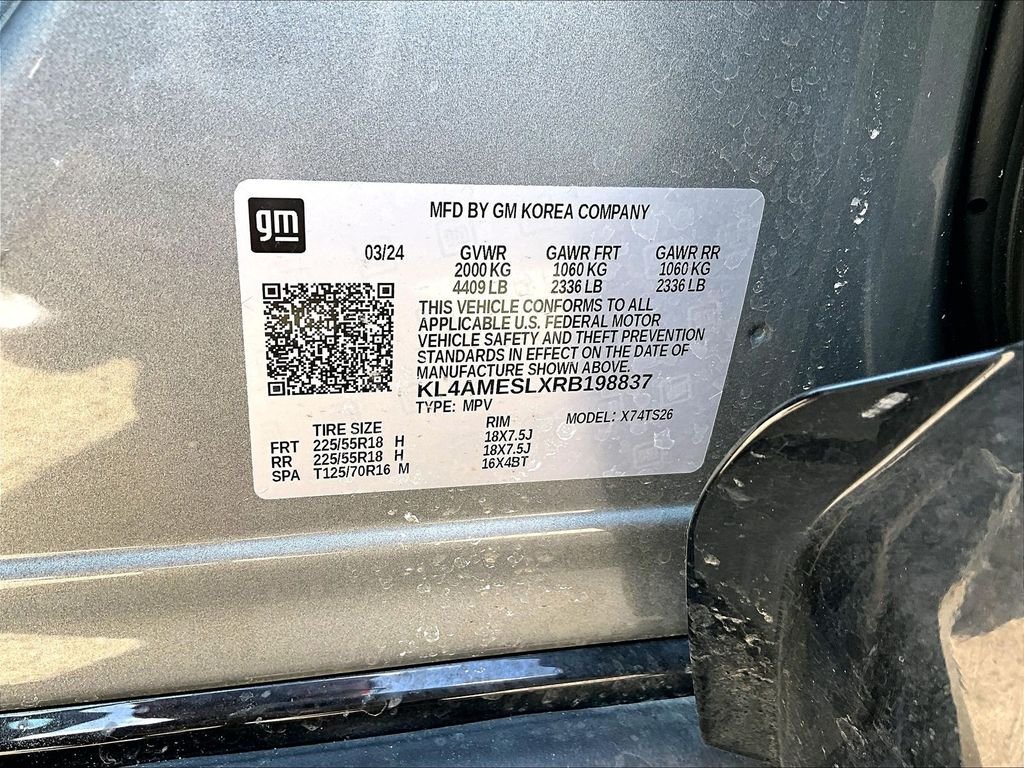 gm
MFD BY GM KOREA COMPANY
03/24 GVWR GAWR FRT GAWR RR
2000 KG 1060 KG 1060 KG
4409 LB 2336 LB 2336 LB
THIS VEHICLE CONFORMS TO ALL
APPLICABLE U.S. FEDERAL MOTOR
VEHICLE SAFETY AND THEFT PREVENTION
STANDARDS IN EFFECT ON THE DATE OF
MANUFACTURE SHOWN ABOVE.
KL4AMESLXRB198837
TYPE: MPV MODEL: X74TS26
TIRE SIZE RIM
FRT 225/55R18 H 18X7.5J
RR 225/55R18 H 18X7.5J
SPA T125/70R16 M 16X4BT